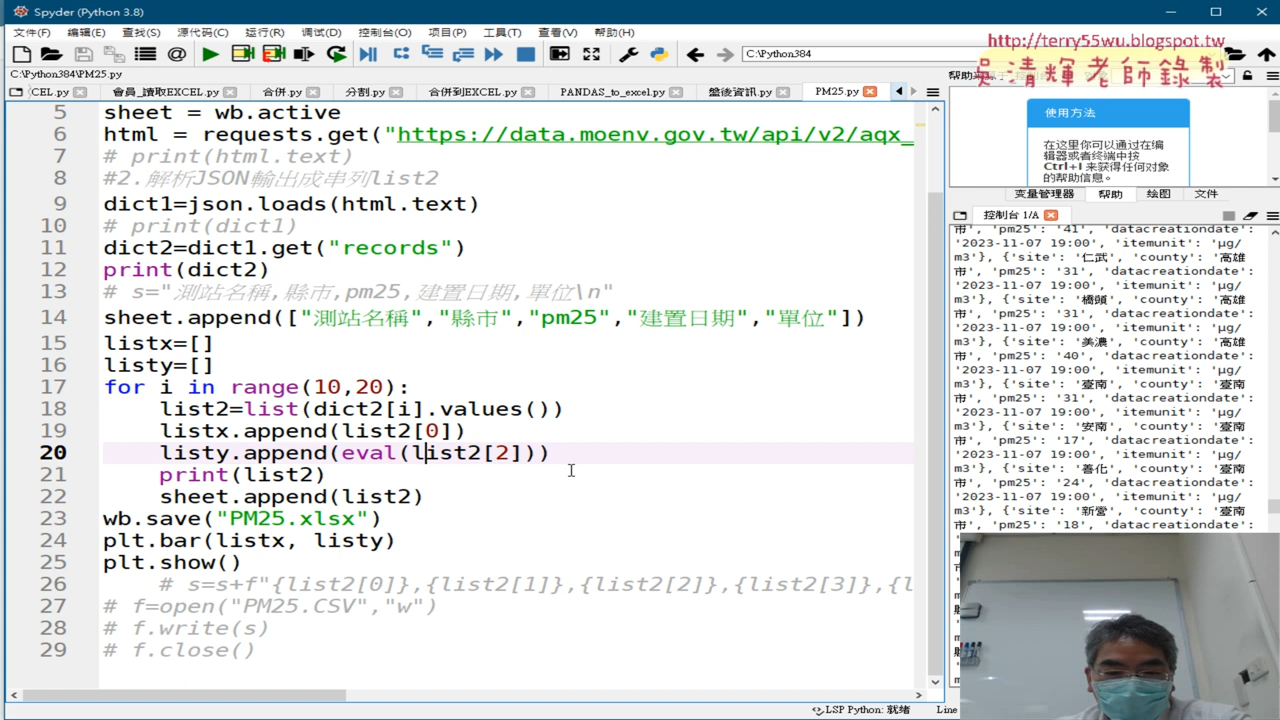 Spyder (Python 3.8)
文件(F) 编辑(E) 查找(S) 源代码(C) 运行(R) 调试(D) 控制台(O) 项目(P) 工具(T) 查看(V) 帮助(H)
C:\Python384
http://terry55wu.blogspot.tw
吳清輝老師錄製
C:\Python384\PM25.py
CEL.py 會員_讀取EXCEL.py 合併.py 分割.py 合併到EXCEL.py PANDAS_to_excel.py 盤後資訊.py PM25.py
5 sheet = wb.active
6 html = requests.get("https://data.moenv.gov.tw/api/v2/aqx_
7 # print(html.text)
8 #2.解析JSON輸出成串列list2
9 dict1=json.loads(html.text)
10 # print(dict1)
11 dict2=dict1.get("records")
12 print(dict2)
13 # s="測站名稱,縣市,pm25,建置日期,單位\n"
14 sheet.append(["測站名稱","縣市","pm25","建置日期","單位"])
15 listx=[]
16 listy=[]
17 for i in range(10,20):
18 list2=list(dict2[i].values())
19 listx.append(list2[0])
20 listy.append(eval(list2[2]))
21 print(list2)
22 sheet.append(list2)
23 wb.save("PM25.xlsx")
24 plt.bar(listx, listy)
25 plt.show()
26 # s=s+f"{list2[0]},{list2[1]},{list2[2]},{list2[3]},{l
27 # f=open("PM25.CSV","w")
28 # f.write(s)
29 # f.close()
使用方法
在这里你可以通过在编
辑器或者终端中按
Ctrl+I 来获得任何对象
的帮助信息。
变量管理器 帮助 绘图 文件
控制台 1/A
市', 'pm25': '41', 'datacreationdate':
'2023-11-07 19:00', 'itemunit': 'μg/
m3'}, {'site': '仁武', 'county': '高雄
市', 'pm25': '31', 'datacreationdate':
'2023-11-07 19:00', 'itemunit': 'μg/
m3'}, {'site': '橋頭', 'county': '高雄
市', 'pm25': '31', 'datacreationdate':
'2023-11-07 19:00', 'itemunit': 'μg/
m3'}, {'site': '美濃', 'county': '高雄
市', 'pm25': '40', 'datacreationdate':
'2023-11-07 19:00', 'itemunit': 'μg/
m3'}, {'site': '臺南', 'county': '臺南
市', 'pm25': '31', 'datacreationdate':
'2023-11-07 19:00', 'itemunit': 'μg/
m3'}, {'site': '安南', 'county': '臺南
市', 'pm25': '17', 'datacreationdate':
'2023-11-07 19:00', 'itemunit': 'μg/
m3'}, {'site': '善化', 'county': '臺南
市', 'pm25': '24', 'datacreationdate':
'2023-11-07 19:00', 'itemunit': 'μg/
m3'}, {'site': '新營', 'county': '臺南
市', 'pm25': '18', 'datacreationdate':
LSP Python: 就绪 Line